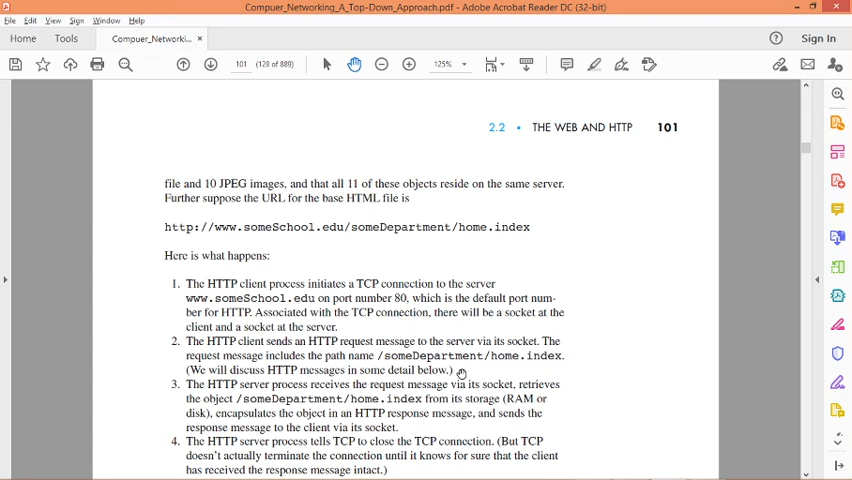 Compuer_Networking_A_Top-Down_Approach.pdf - Adobe Acrobat Reader DC (32-bit)
File Edit View Sign Window Help
Home Tools Compuer_Networki... × Sign In
101 (128 of 889) 125%
2.2 • THE WEB AND HTTP 101
file and 10 JPEG images, and that all 11 of these objects reside on the same server.
Further suppose the URL for the base HTML file is
http://www.someSchool.edu/someDepartment/home.index
Here is what happens:
1. The HTTP client process initiates a TCP connection to the server
www.someSchool.edu on port number 80, which is the default port num-
ber for HTTP. Associated with the TCP connection, there will be a socket at the
client and a socket at the server.
2. The HTTP client sends an HTTP request message to the server via its socket. The
request message includes the path name /someDepartment/home.index.
(We will discuss HTTP messages in some detail below.)
3. The HTTP server process receives the request message via its socket, retrieves
the object /someDepartment/home.index from its storage (RAM or
disk), encapsulates the object in an HTTP response message, and sends the
response message to the client via its socket.
4. The HTTP server process tells TCP to close the TCP connection. (But TCP
doesn't actually terminate the connection until it knows for sure that the client
has received the response message intact.)